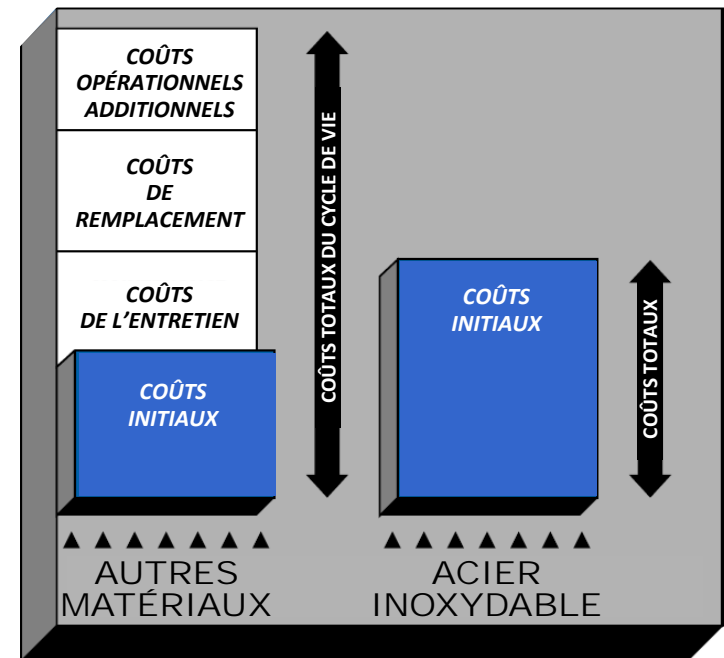 COÛTS
OPÉRATIONNELS
ADDITIONNELS
COÛTS
DE
REMPLACEMENT
COÛTS
DE L’ENTRETIEN
COÛTS
INITIAUX
COÛTS TOTAUX DU CYCLE DE VIE
COÛTS
INITIAUX
COÛTS TOTAUX
AUTRES
MATÉRIAUX
ACIER
INOXYDABLE